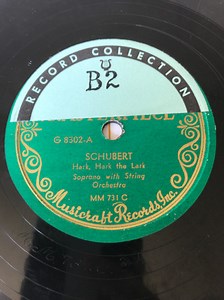 RECORD COLLECTION
B2
G 8302-A
SCHUBERT
Hark, Hark the Lark
Soprano with String
Orchestra
MM 731 C
Musicraft Records, Inc.